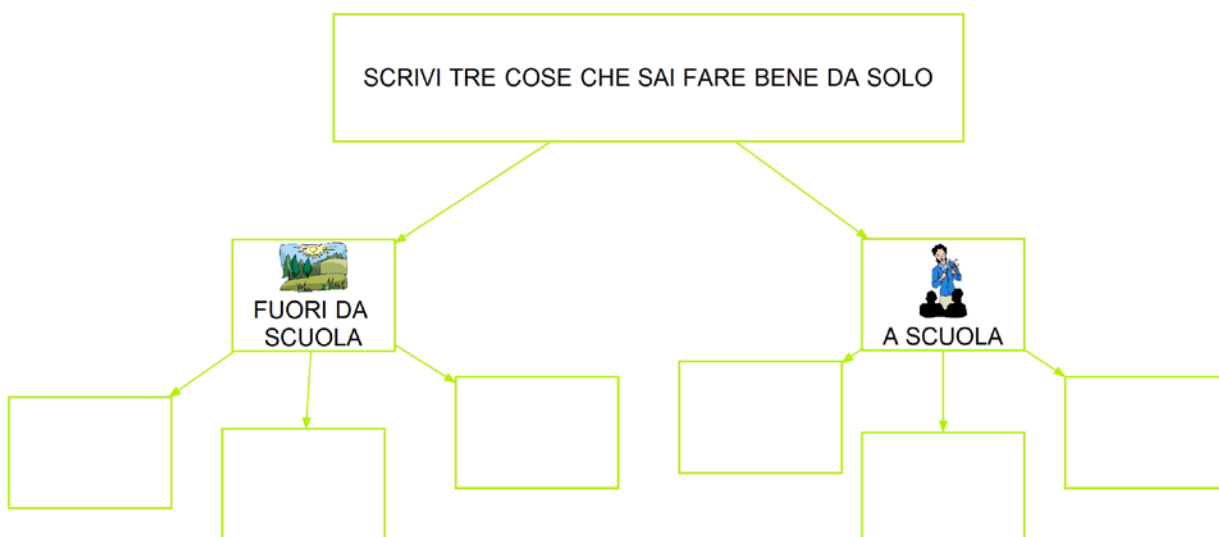 SCRIVI TRE COSE CHE SAI FARE BENE DA SOLO
FUORI DA
SCUOLA
A SCUOLA